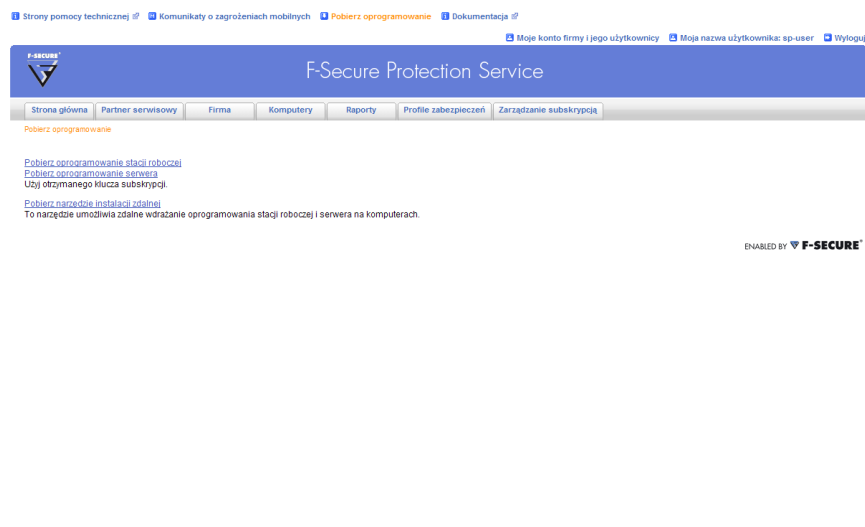 Strony pomocy technicznej Komunikaty o zagrożeniach mobilnych Pobierz oprogramowanie Dokumentacja
Moje konto firmy i jego użytkownicy Moja nazwa użytkownika: sp-user Wyloguj
F-SECURE
F-Secure Protection Service
Strona główna Partner serwisowy Firma Komputery Raporty Profile zabezpieczeń Zarządzanie subskrypcją
Pobierz oprogramowanie
Pobierz oprogramowanie stacji roboczej
Pobierz oprogramowanie serwera
Użyj otrzymanego klucza subskrypcji.
Pobierz narzędzie instalacji zdalnej
To narzędzie umożliwia zdalne wdrażanie oprogramowania stacji roboczej i serwera na komputerach.
ENABLED BY F-SECURE